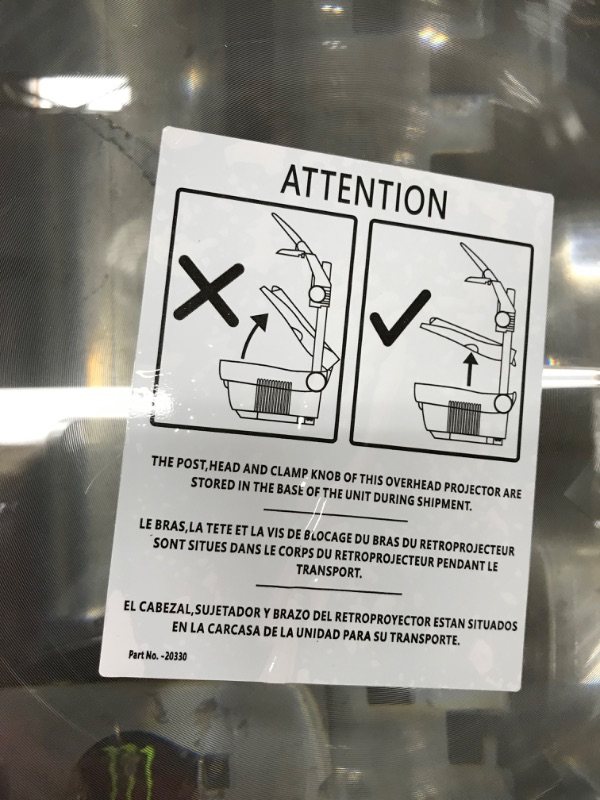 ATTENTION
THE POST,HEAD AND CLAMP KNOB OF THIS OVERHEAD PROJECTOR ARE
STORED IN THE BASE OF THE UNIT DURING SHIPMENT.
LE BRAS,LA TETE ET LA VIS DE BLOCAGE DU BRAS DU RETROPROJECTEUR
SONT SITUES DANS LE CORPS DU RETROPROJECTEUR PENDANT LE
TRANSPORT.
EL CABEZAL,SUJETADOR Y BRAZO DEL RETROPROYECTOR ESTAN SITUADOS
EN LA CARCASA DE LA UNIDAD PARA SU TRANSPORTE.
Part No. -20330